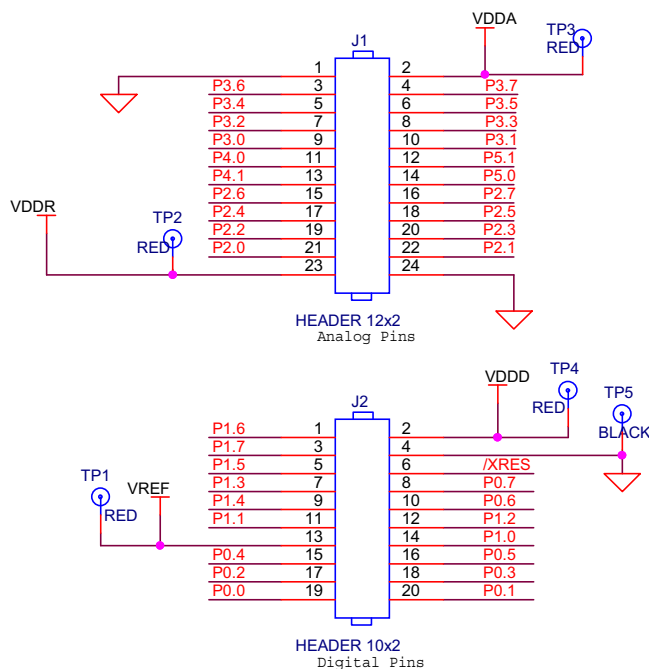 VDDA
TP3
RED
J1
1 2
P3.6 3 4 P3.7
P3.4 5 6 P3.5
P3.2 7 8 P3.3
P3.0 9 10 P3.1
P4.0 11 12 P5.1
P4.1 13 14 P5.0
P2.6 15 16 P2.7
P2.4 17 18 P2.5
P2.2 19 20 P2.3
P2.0 21 22 P2.1
23 24
VDDR
TP2
RED
HEADER 12x2
Analog Pins
VDDD
TP4
RED
TP5
BLACK
J2
P1.6 1 2
P1.7 3 4
P1.5 5 6 /XRES
P1.3 7 8 P0.7
P1.4 9 10 P0.6
P1.1 11 12 P1.2
13 14 P1.0
P0.4 15 16 P0.5
P0.2 17 18 P0.3
P0.0 19 20 P0.1
TP1
RED
VREF
HEADER 10x2
Digital Pins